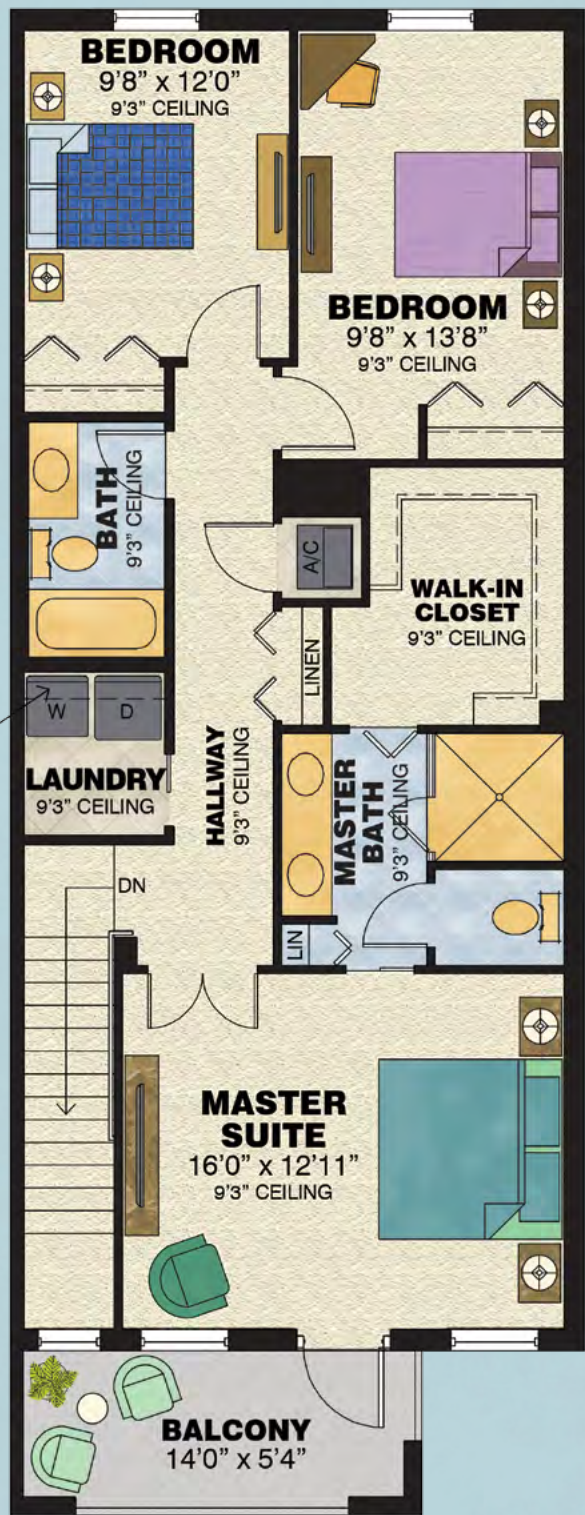 BEDROOM
9'8" x 12'0"
9'3" CEILING
BEDROOM
9'8" x 13'8"
9'3" CEILING
BATH
9'3" CEILING
A/C
WALK-IN
CLOSET
9'3" CEILING
LINEN
W
D
LAUNDRY
9'3" CEILING
HALLWAY
9'3" CEILING
MASTER
BATH
9'3" CEILING
DN
LIN
MASTER
SUITE
16'0" x 12'11"
9'3" CEILING
BALCONY
14'0" x 5'4"